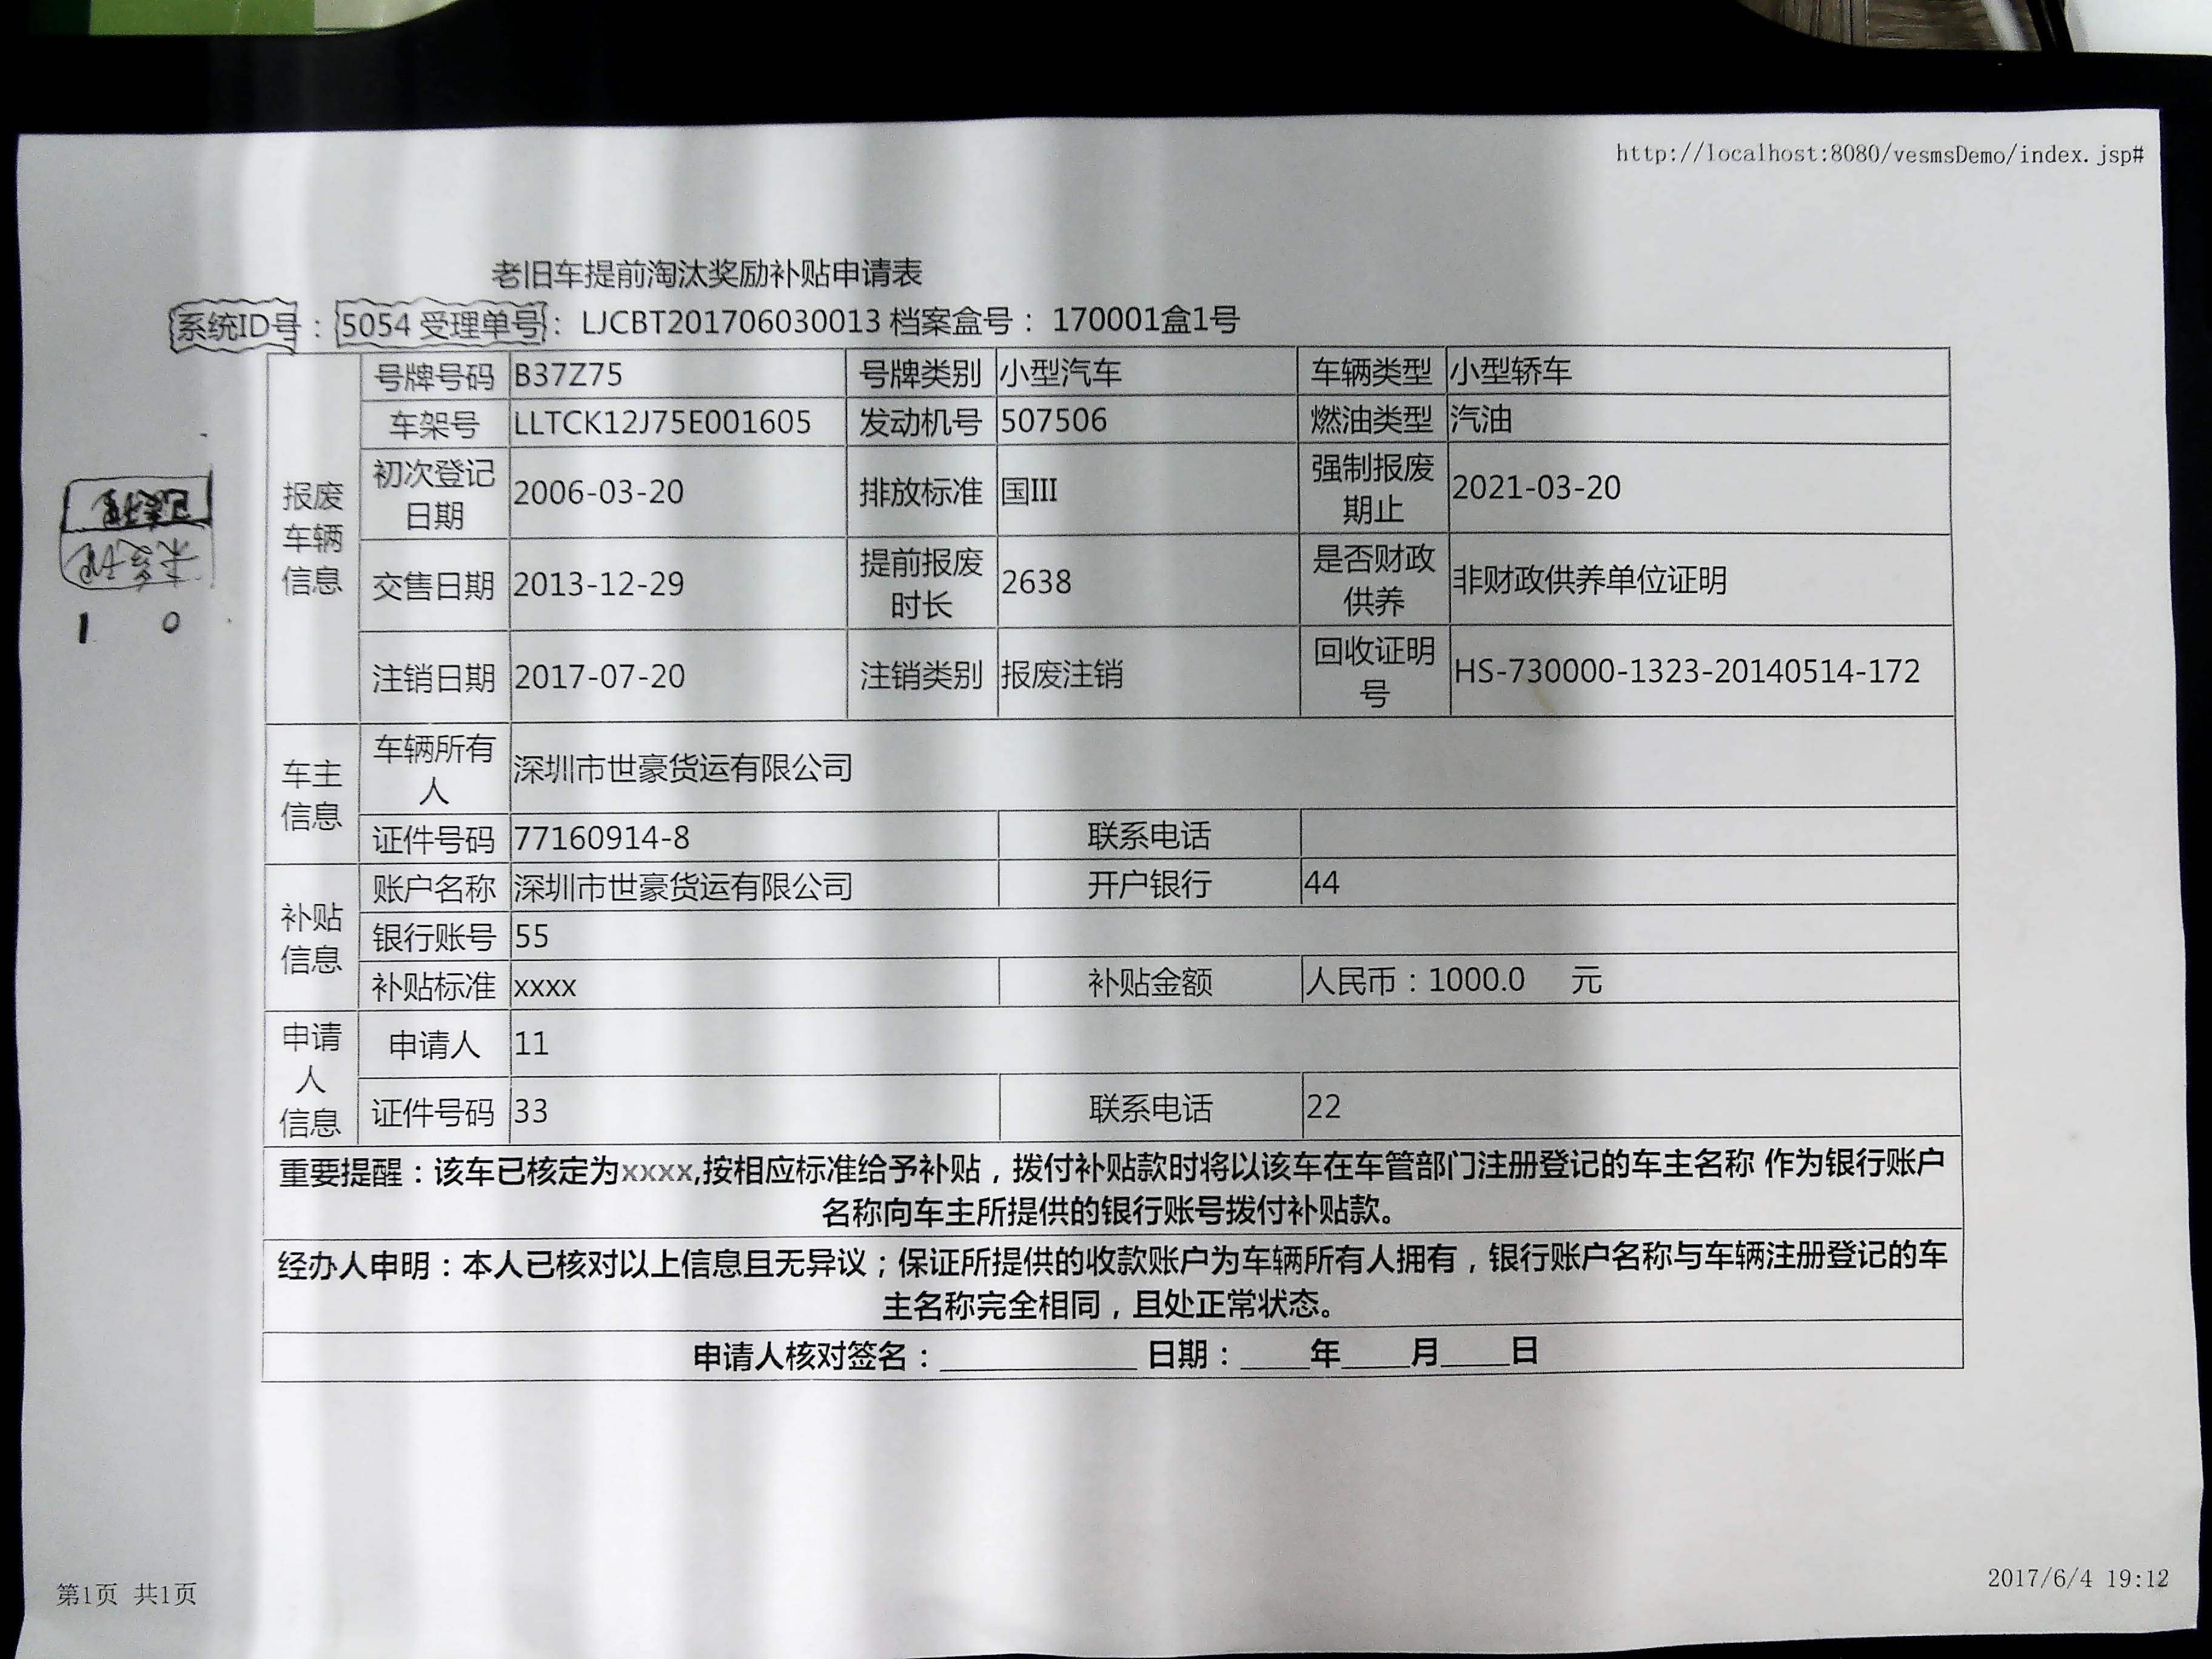 http://localhost:8080/vesmsDemo/index.jsp#
老旧车提前淘汰奖励补贴申请表
系统ID号：5054 受理单号：LJCBT201706030013 档案盒号：170001盒1号
报废车辆信息
号牌号码 B37Z75 号牌类别 小型汽车 车辆类型 小型轿车
车架号 LLTCK12J75E001605 发动机号 507506 燃油类型 汽油
初次登记日期 2006-03-20 排放标准 国III 强制报废期止 2021-03-20
交售日期 2013-12-29 提前报废时长 2638 是否财政供养 非财政供养单位证明
注销日期 2017-07-20 注销类别 报废注销 回收证明号 HS-730000-1323-20140514-172
车主信息
车辆所有人 深圳市世豪货运有限公司
证件号码 77160914-8 联系电话
补贴信息
账户名称 深圳市世豪货运有限公司 开户银行 44
银行账号 55
补贴标准 xxxx 补贴金额 人民币：1000.0 元
申请人信息
申请人 11
证件号码 33 联系电话 22
重要提醒：该车已核定为xxxx,按相应标准给予补贴，拨付补贴款时将以该车在车管部门注册登记的车主名称 作为银行账户
名称向车主所提供的银行账号拨付补贴款。
经办人申明：本人已核对以上信息且无异议；保证所提供的收款账户为车辆所有人拥有，银行账户名称与车辆注册登记的车
主名称完全相同，且处正常状态。
申请人核对签名：____________ 日期：____年____月____日
1 0
第1页 共1页
2017/6/4 19:12